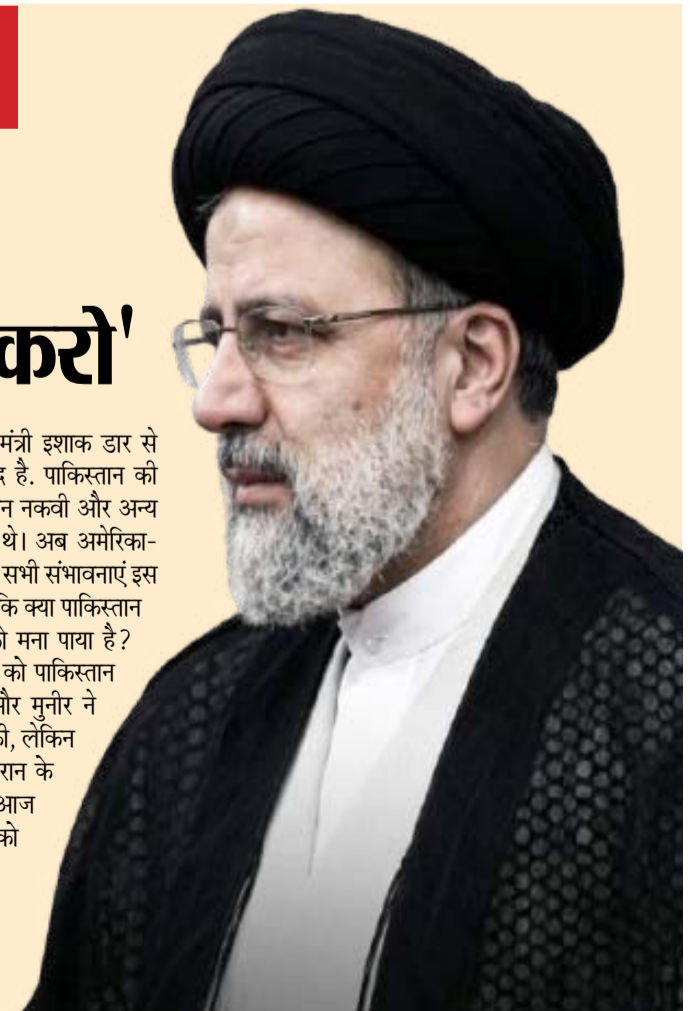 करो'
मंत्री इशाक डार से
है. पाकिस्तान की
नकवी और अन्य
थे। अब अमेरिका-
सभी संभावनाएं इस
कि क्या पाकिस्तान
मना पाया है?
को पाकिस्तान
और मुनीर ने
लेकिन
के
आज
को